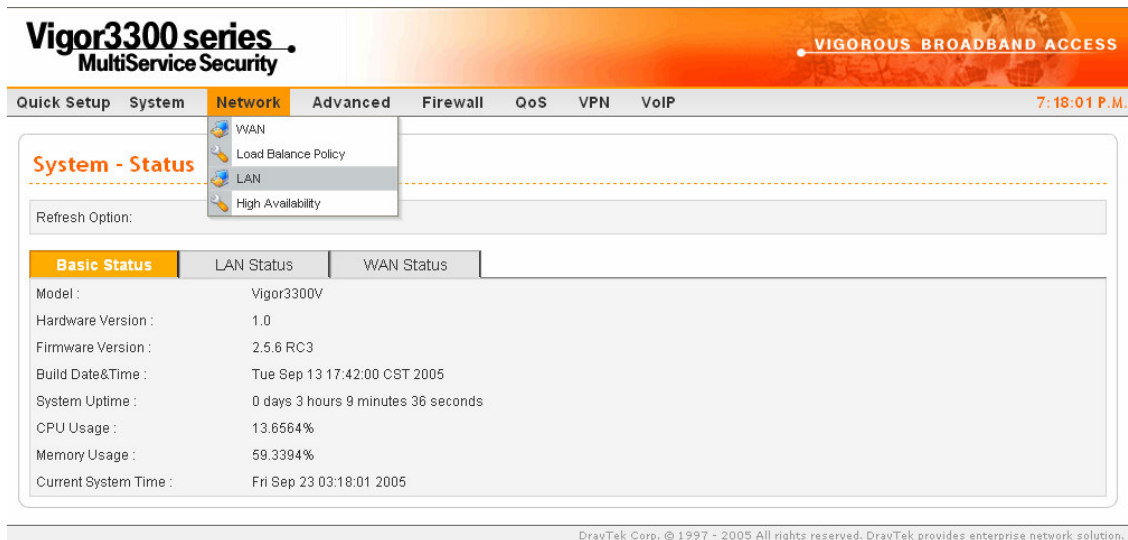 Vigor3300 series
MultiService Security
VIGOROUS BROADBAND ACCESS
Quick Setup System Network Advanced Firewall QoS VPN VoIP 7:18:01 P.M.
WAN
Load Balance Policy
LAN
High Availability
System - Status
Refresh Option:
Basic Status LAN Status WAN Status
Model : Vigor3300V
Hardware Version : 1.0
Firmware Version : 2.5.6 RC3
Build Date&Time : Tue Sep 13 17:42:00 CST 2005
System Uptime : 0 days 3 hours 9 minutes 36 seconds
CPU Usage : 13.6564%
Memory Usage : 59.3394%
Current System Time : Fri Sep 23 03:18:01 2005
DrayTek Corp. © 1997 - 2005 All rights reserved. DrayTek provides enterprise network solution.